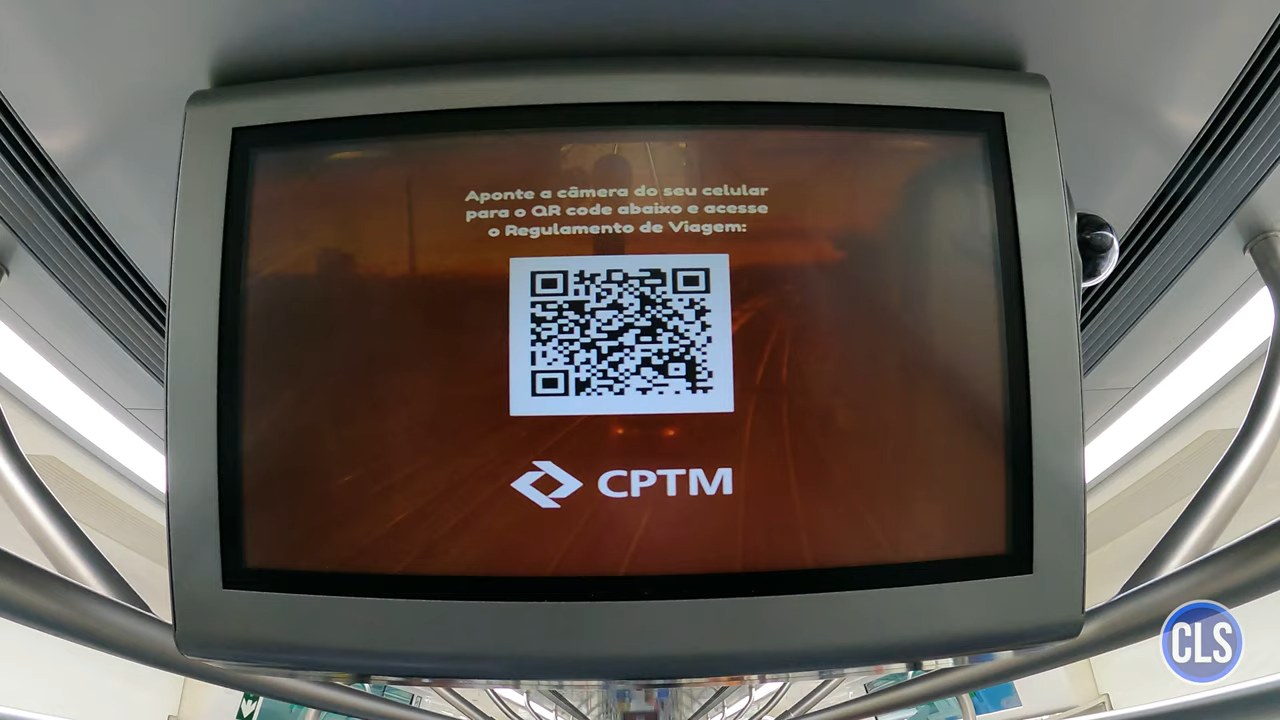 Aponte a câmera do seu celular
para o QR code abaixo e acesse
o Regulamento de Viagem:
CPTM
CLS